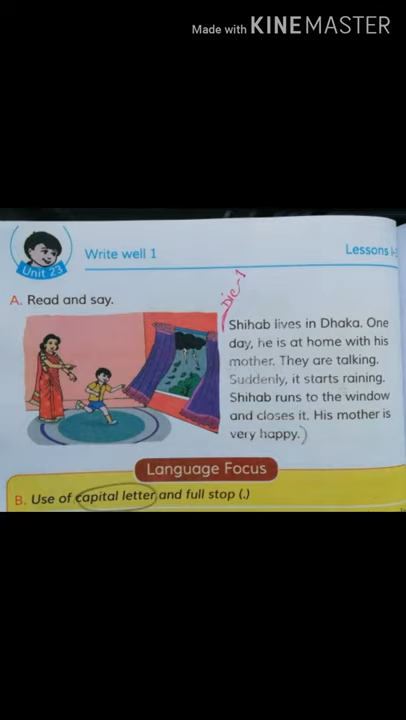 Made with KINEMASTER
Unit 23
Write well 1
Lessons
A. Read and say.
Dic-1
Shihab lives in Dhaka. One
day, he is at home with his
mother. They are talking.
Suddenly, it starts raining.
Shihab runs to the window
and closes it. His mother is
very happy.)
Language Focus
B. Use of capital letter and full stop (.)